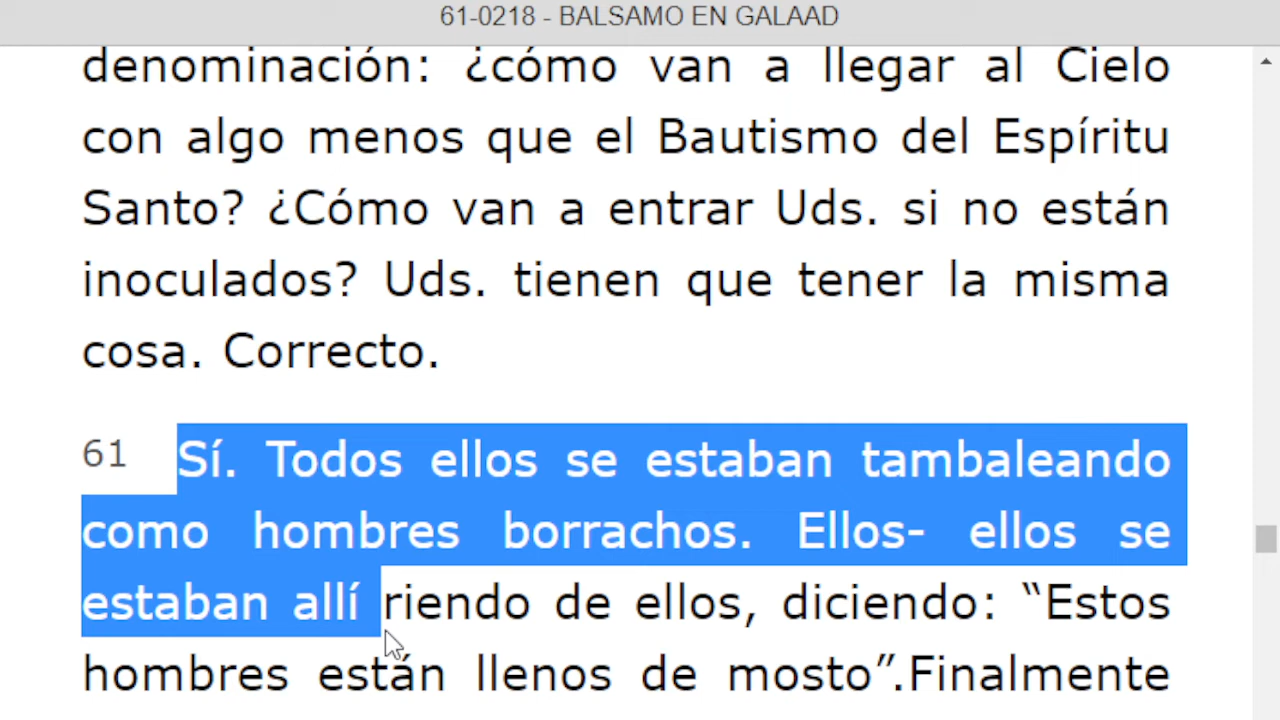 61-0218 - BALSAMO EN GALAAD
denominación: ¿cómo van a llegar al Cielo
con algo menos que el Bautismo del Espíritu
Santo? ¿Cómo van a entrar Uds. si no están
inoculados? Uds. tienen que tener la misma
cosa. Correcto.
61 Sí. Todos ellos se estaban tambaleando
como hombres borrachos. Ellos- ellos se
estaban allí riendo de ellos, diciendo: “Estos
hombres están llenos de mosto”.Finalmente